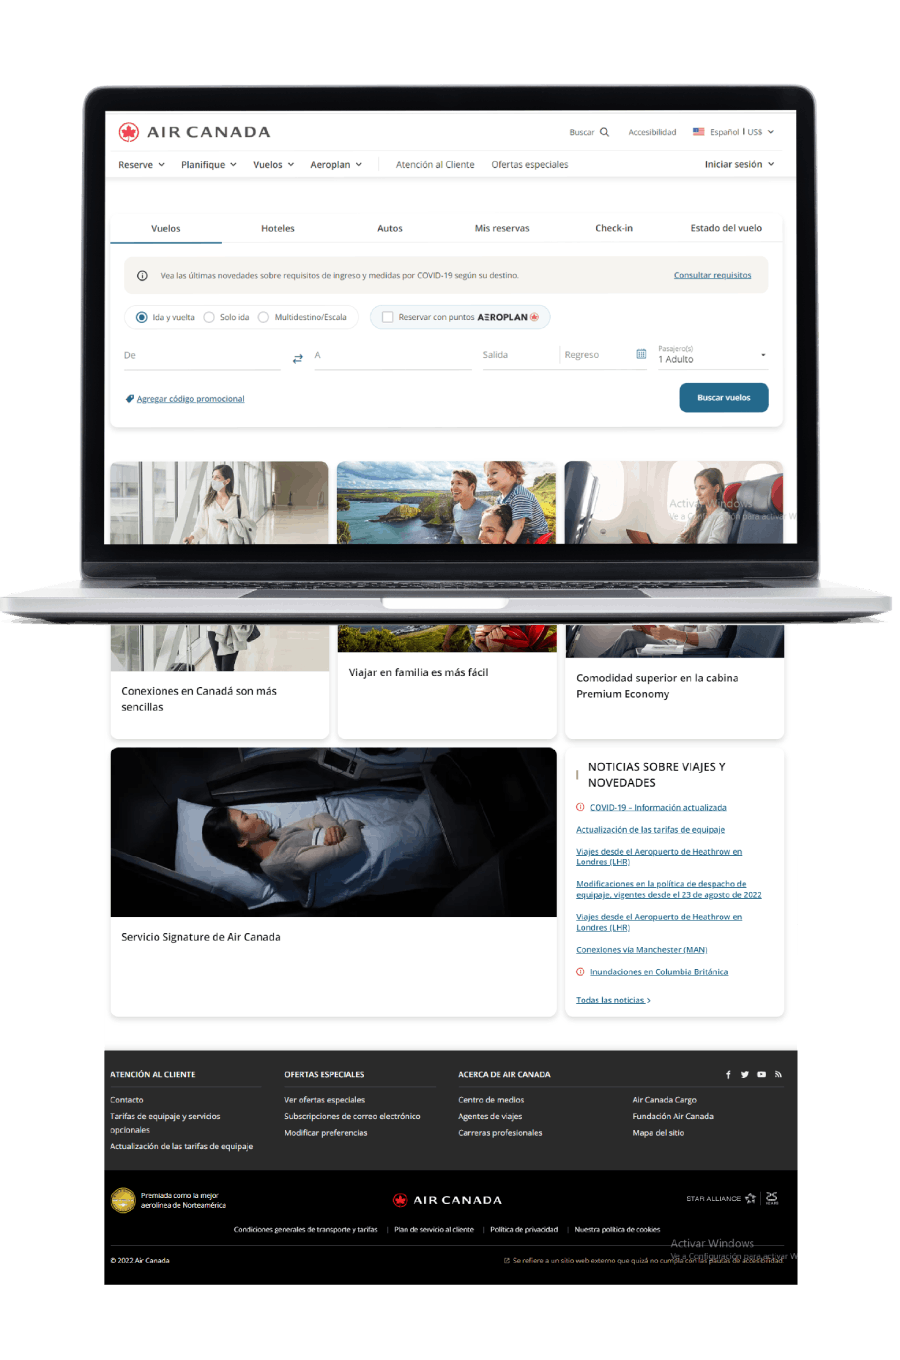 AIR CANADA
Buscar
Accesibilidad
Español | US$
Reserve
Planifique
Vuelos
Aeroplan
Atención al Cliente
Ofertas especiales
Iniciar sesión
Vuelos
Hoteles
Autos
Mis reservas
Check-in
Estado del vuelo
Vea las últimas novedades sobre requisitos de ingreso y medidas por COVID-19 según su destino.
Consultar requisitos
Ida y vuelta
Solo ida
Multidestino/Escala
Reservar con puntos AEROPLAN
De
A
Salida
Regreso
Pasajero(s)
1 Adulto
Agregar código promocional
Buscar vuelos
Activar Windows
Ve a Configuración para activar W
Conexiones en Canadá son más
sencillas
Viajar en familia es más fácil
Comodidad superior en la cabina
Premium Economy
Servicio Signature de Air Canada
NOTICIAS SOBRE VIAJES Y
NOVEDADES
COVID-19 – Información actualizada
Actualización de las tarifas de equipaje
Viajes desde el Aeropuerto de Heathrow en
Londres (LHR)
Modificaciones en la política de despacho de
equipaje, vigentes desde el 23 de agosto de 2022
Viajes desde el Aeropuerto de Heathrow en
Londres (LHR)
Conexiones vía Manchester (MAN)
Inundaciones en Columbia Británica
Todas las noticias
ATENCIÓN AL CLIENTE
Contacto
Tarifas de equipaje y servicios
opcionales
Actualización de las tarifas de equipaje
OFERTAS ESPECIALES
Ver ofertas especiales
Subscripciones de correo electrónico
Modificar preferencias
ACERCA DE AIR CANADA
Centro de medios
Agentes de viajes
Carreras profesionales
Air Canada Cargo
Fundación Air Canada
Mapa del sitio
Premiada como la mejor
aerolínea de Norteamérica
AIR CANADA
STAR ALLIANCE
25
YEARS
Condiciones generales de transporte y tarifas | Plan de servicio al cliente | Política de privacidad | Nuestra política de cookies
Activar Windows
Ve a Configuración para activar W
© 2022 Air Canada
Se refiere a un sitio web externo que quizá no cumpla con las pautas de accesibilidad.